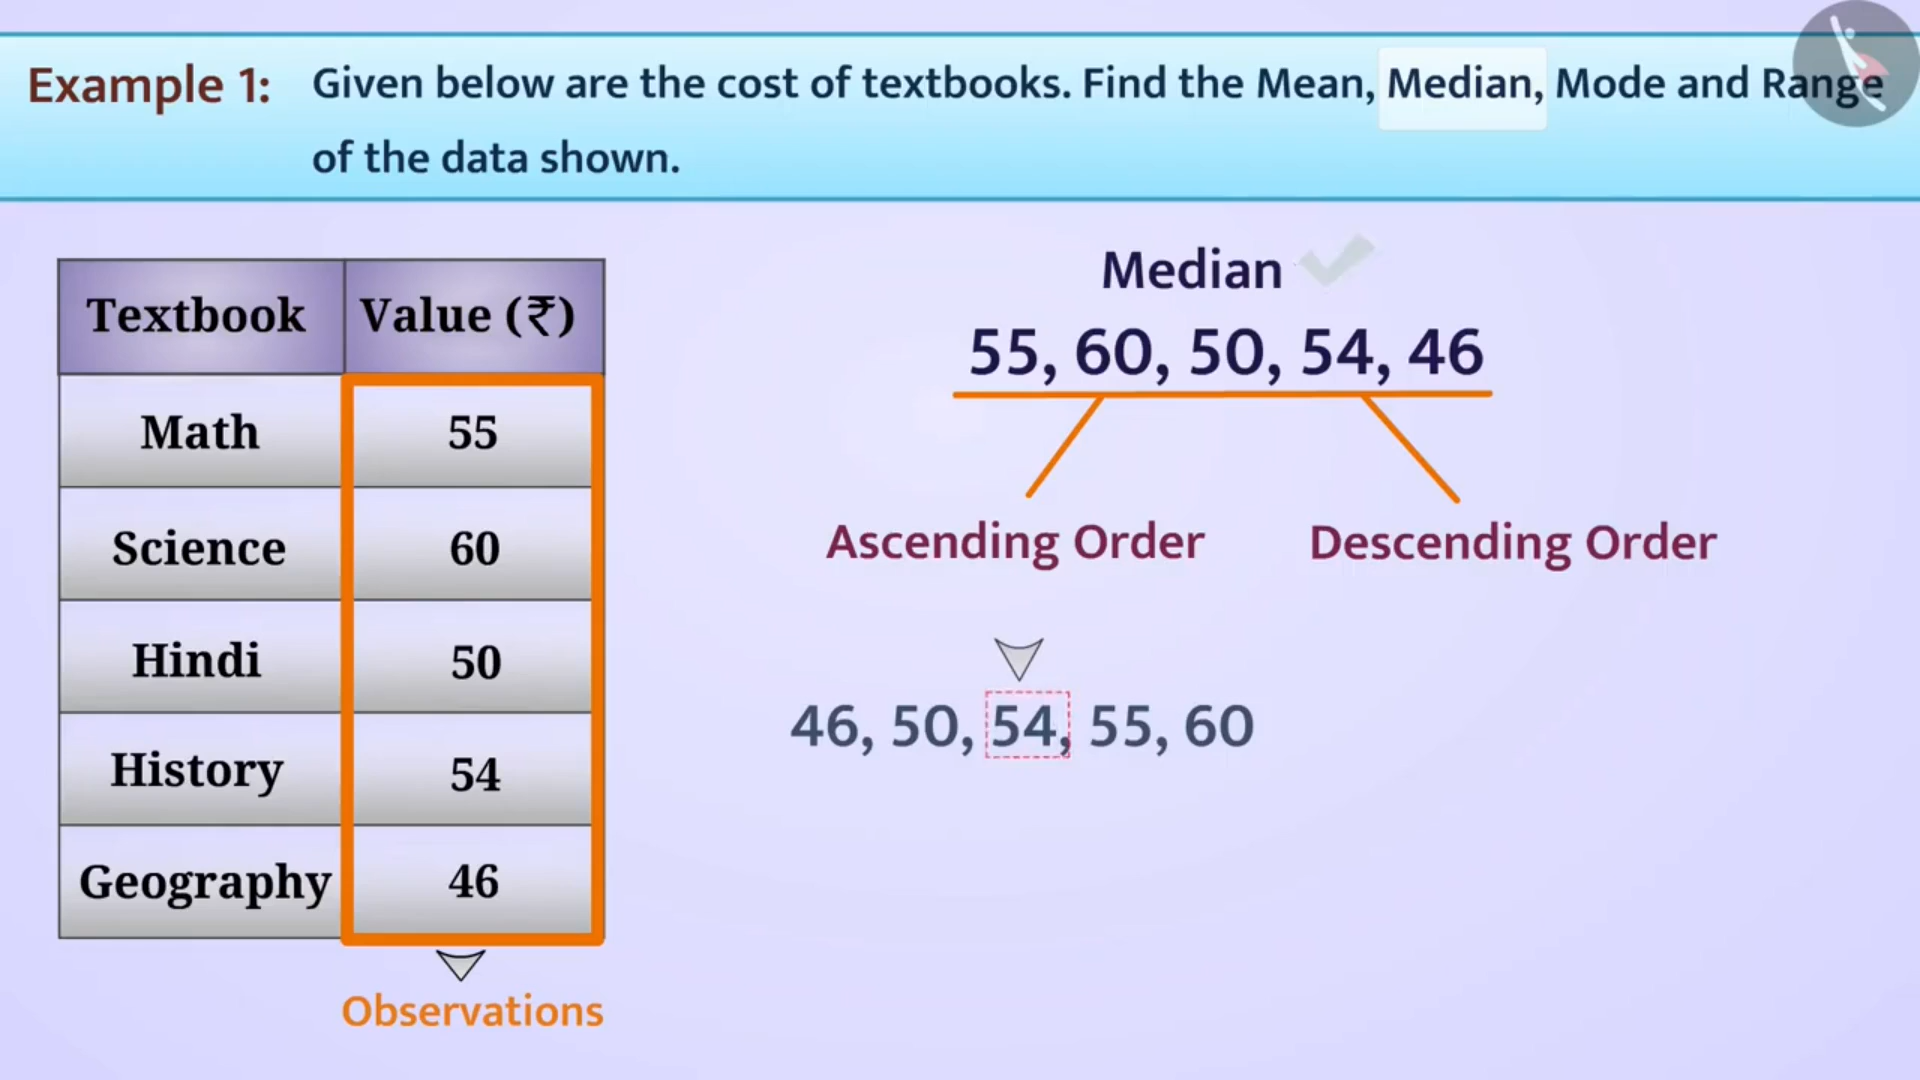 Example 1: Given below are the cost of textbooks. Find the Mean, Median, Mode and Range
of the data shown.
Textbook Value (₹)
Math 55
Science 60
Hindi 50
History 54
Geography 46
Observations
Median
55, 60, 50, 54, 46
Ascending Order Descending Order
46, 50, 54, 55, 60